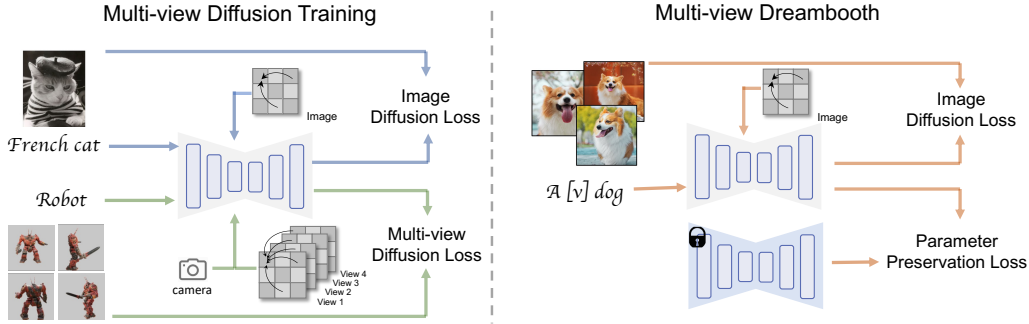 Multi-view Diffusion Training
French cat
Robot
Image
camera
View 4
View 3
View 2
View 1
Image
Diffusion Loss
Multi-view
Diffusion Loss
Multi-view Dreambooth
A [v] dog
Image
Image
Diffusion Loss
Parameter
Preservation Loss